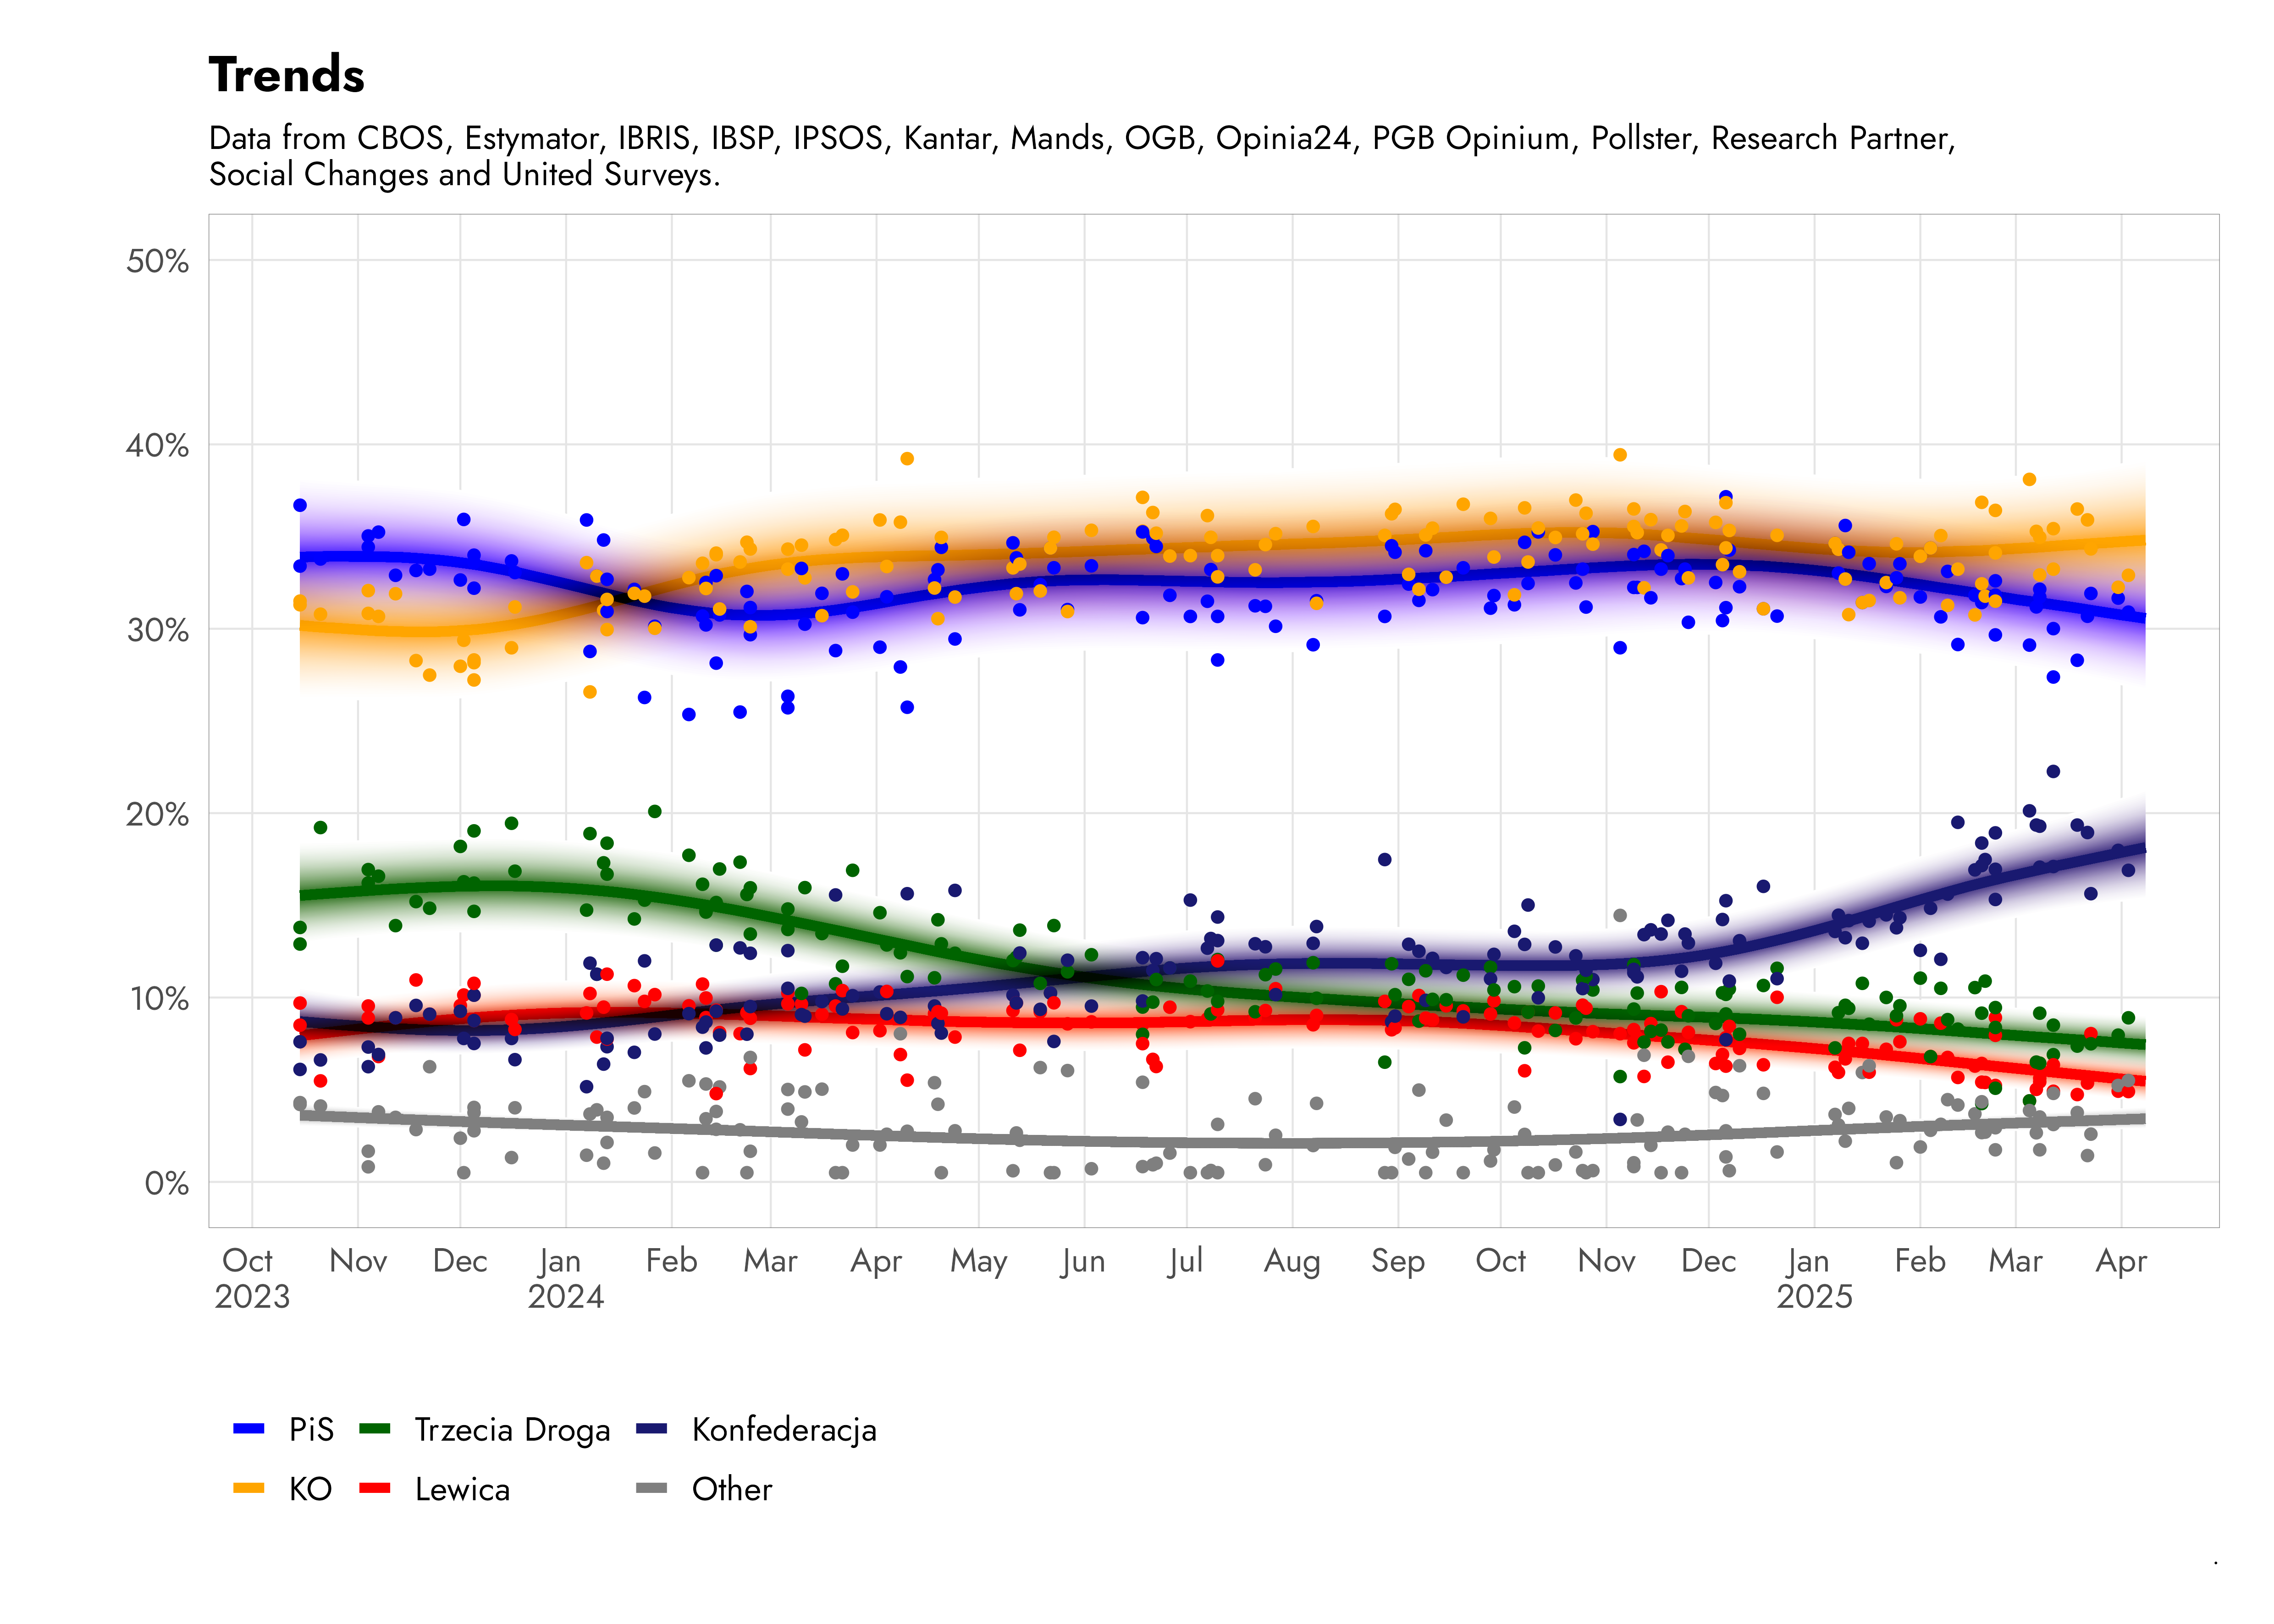 Trends
Data from CBOS, Estymator, IBRIS, IBSP, IPSOS, Kantar, Mands, OGB, Opinia24, PGB Opinium, Pollster, Research Partner,
Social Changes and United Surveys.
50%
40%
30%
20%
10%
0%
Oct Nov Dec Jan Feb Mar Apr May Jun Jul Aug Sep Oct Nov Dec Jan Feb Mar Apr
2023 2024 2025
PiS Trzecia Droga Konfederacja
KO Lewica Other
.